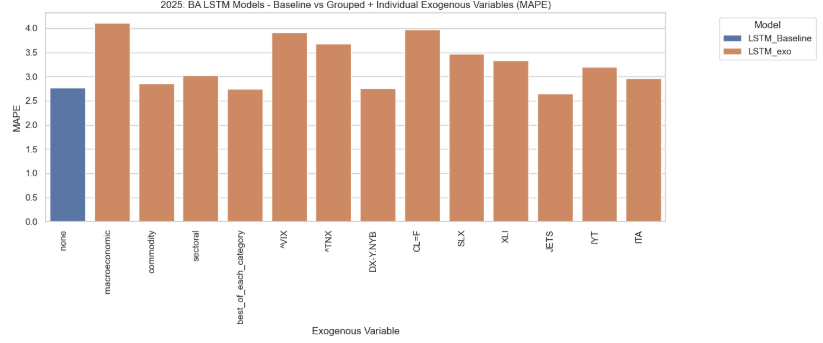 2025: BA LSTM Models - Baseline vs Grouped + Individual Exogenous Variables (MAPE)
Model
LSTM_Baseline
LSTM_exo
MAPE
4.0
3.5
3.0
2.5
2.0
1.5
1.0
0.5
0.0
none
macroeconomic
commodity
sectoral
best_of_each_category
^VIX
^TNX
DX-Y.NYB
CL=F
SLX
XLI
JETS
IYT
ITA
Exogenous Variable